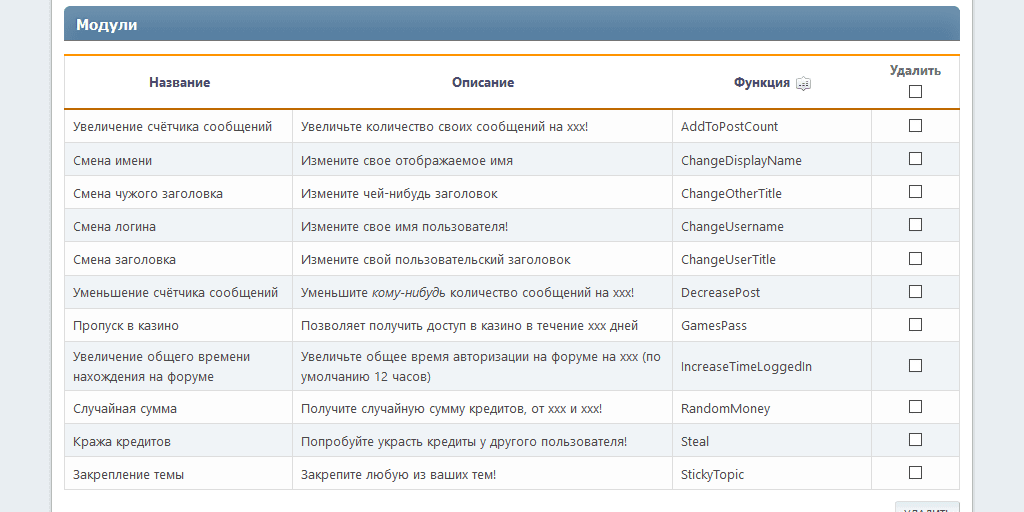 Модули
Название Описание Функция Удалить
Увеличение счётчика сообщений Увеличьте количество своих сообщений на xxx! AddToPostCount
Смена имени Измените свое отображаемое имя ChangeDisplayName
Смена чужого заголовка Измените чей-нибудь заголовок ChangeOtherTitle
Смена логина Измените свое имя пользователя! ChangeUsername
Смена заголовка Измените свой пользовательский заголовок ChangeUserTitle
Уменьшение счётчика сообщений Уменьшите кому-нибудь количество сообщений на xxx! DecreasePost
Пропуск в казино Позволяет получить доступ в казино в течение xxx дней GamesPass
Увеличение общего времени
нахождения на форуме
Увеличьте общее время авторизации на форуме на xxx (по
умолчанию 12 часов)
IncreaseTimeLoggedIn
Случайная сумма Получите случайную сумму кредитов, от xxx и xxx! RandomMoney
Кража кредитов Попробуйте украсть кредиты у другого пользователя! Steal
Закрепление темы Закрепите любую из ваших тем! StickyTopic
УДАЛИТЬ